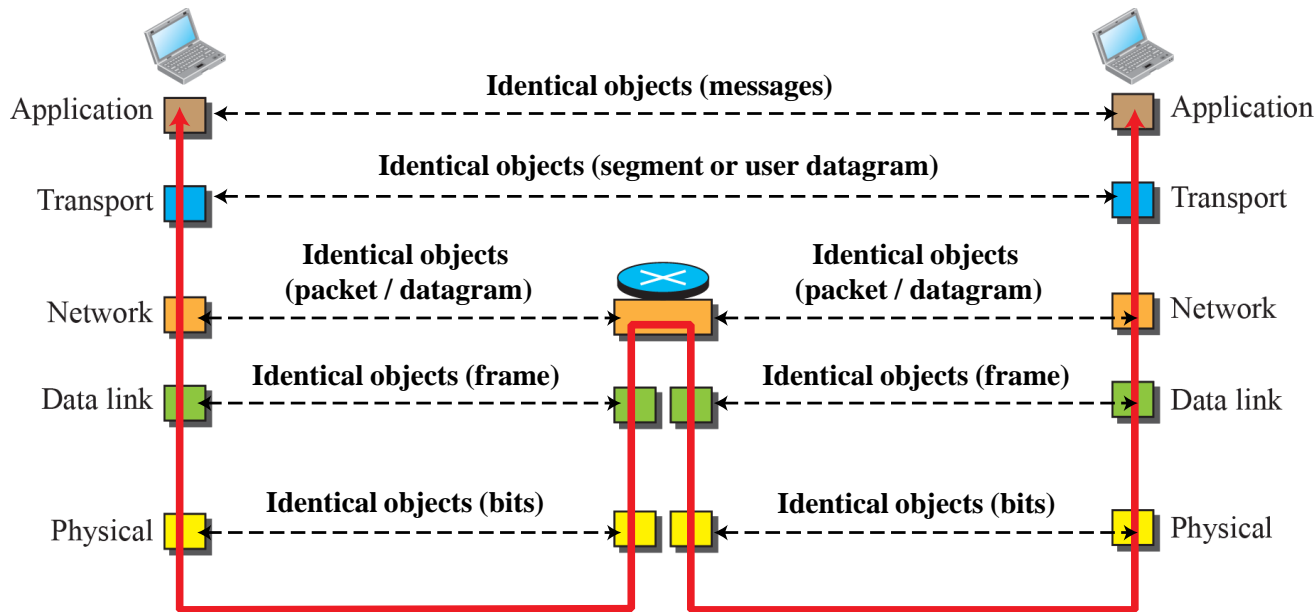 Identical objects (messages)
Application
Application
Identical objects (segment or user datagram)
Transport
Transport
Identical objects
(packet / datagram)
Identical objects
(packet / datagram)
Network
Network
Identical objects (frame)
Identical objects (frame)
Data link
Data link
Identical objects (bits)
Identical objects (bits)
Physical
Physical